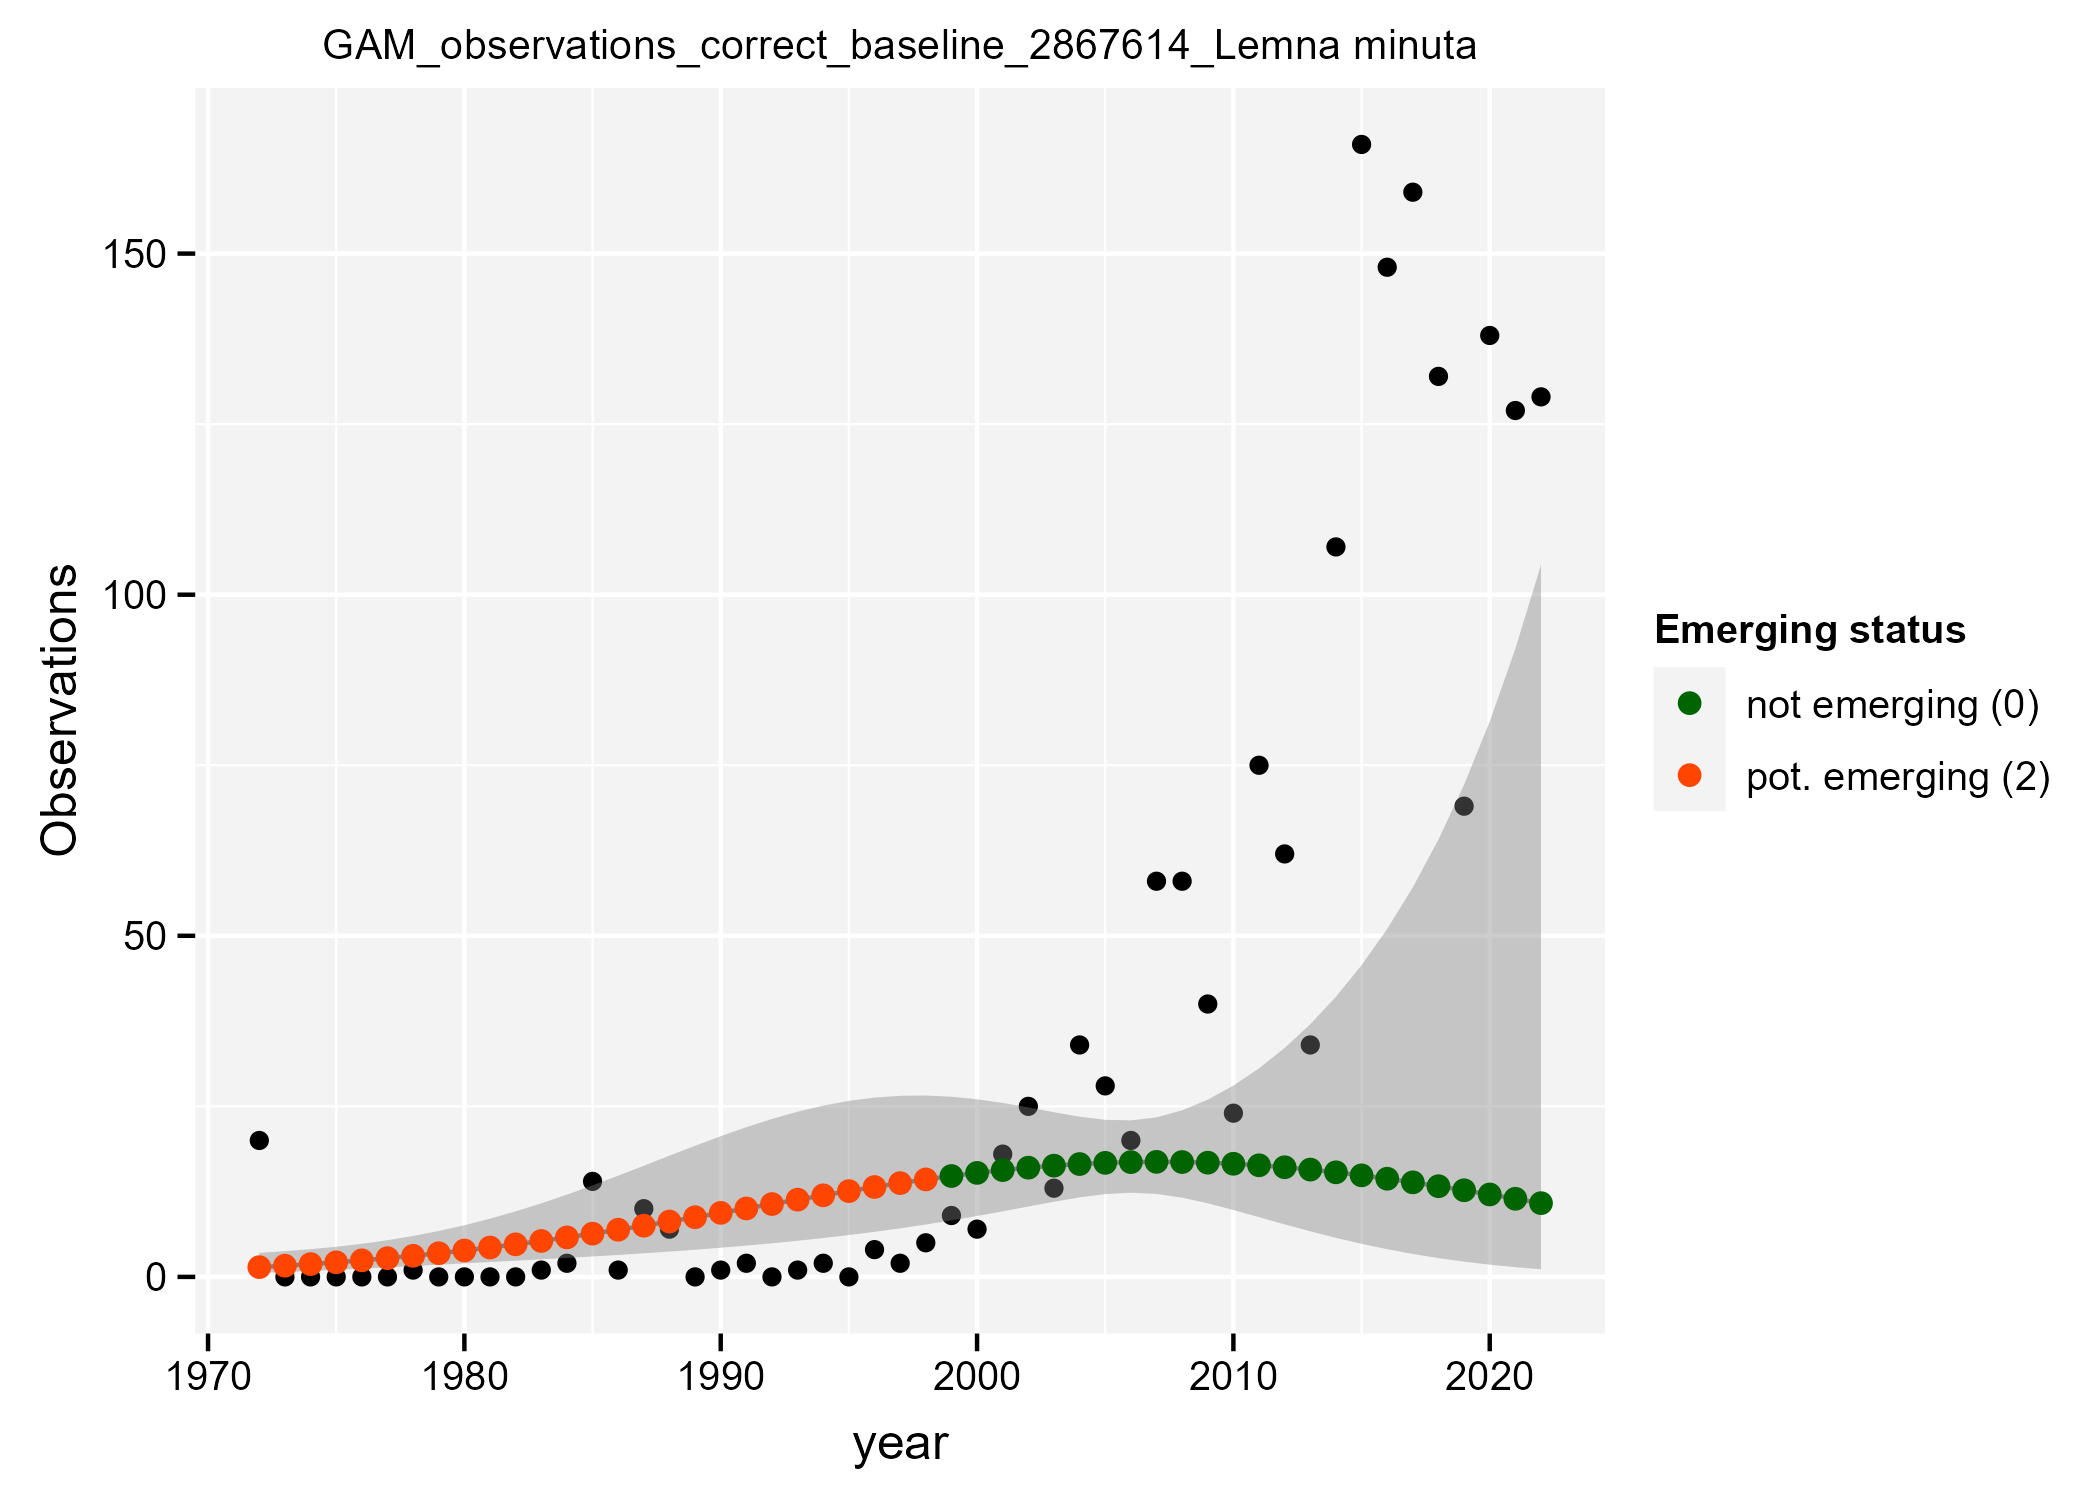 GAM_observations_correct_baseline_2867614_Lemna minuta
150
100
50
0
Observations
1970 1980 1990 2000 2010 2020
year
Emerging status
not emerging (0)
pot. emerging (2)